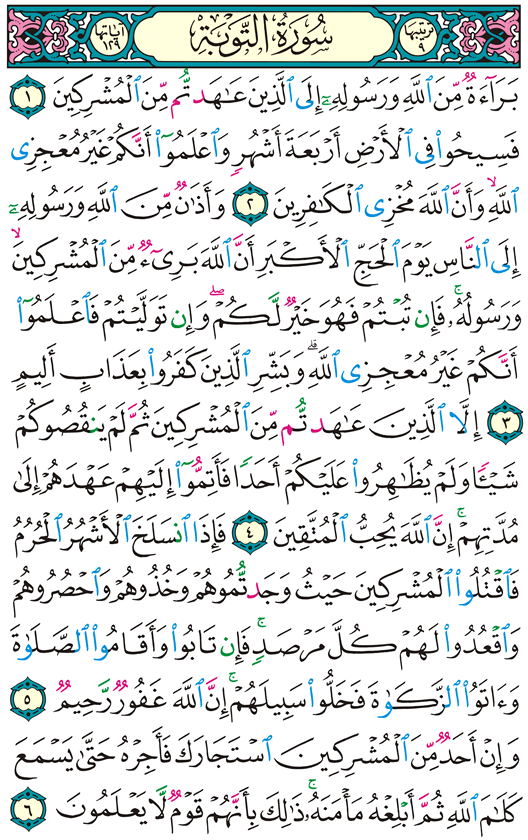 ترتيبها ٩ سُورَةُ التَّوْبَةِ آياتها ١٢٩
بَرَآءَةٌ مِّنَ ٱللَّهِ وَرَسُولِهِۦٓ إِلَى ٱلَّذِينَ عَٰهَدتُّم مِّنَ ٱلْمُشْرِكِينَ ١
فَسِيحُوا۟ فِى ٱلْأَرْضِ أَرْبَعَةَ أَشْهُرٍ وَٱعْلَمُوٓا۟ أَنَّكُمْ غَيْرُ مُعْجِزِى
ٱللَّهِ ۙ وَأَنَّ ٱللَّهَ مُخْزِى ٱلْكَٰفِرِينَ ٢ وَأَذَٰنٌ مِّنَ ٱللَّهِ وَرَسُولِهِۦٓ
إِلَى ٱلنَّاسِ يَوْمَ ٱلْحَجِّ ٱلْأَكْبَرِ أَنَّ ٱللَّهَ بَرِىٓءٌ مِّنَ ٱلْمُشْرِكِينَ ۙ
وَرَسُولُهُۥ ۚ فَإِن تُبْتُمْ فَهُوَ خَيْرٌ لَّكُمْ ۖ وَإِن تَوَلَّيْتُمْ فَٱعْلَمُوٓا۟
أَنَّكُمْ غَيْرُ مُعْجِزِى ٱللَّهِ ۗ وَبَشِّرِ ٱلَّذِينَ كَفَرُوا۟ بِعَذَابٍ أَلِيمٍ
٣ إِلَّا ٱلَّذِينَ عَٰهَدتُّم مِّنَ ٱلْمُشْرِكِينَ ثُمَّ لَمْ يَنقُصُوكُمْ
شَيْـًٔا وَلَمْ يُظَٰهِرُوا۟ عَلَيْكُمْ أَحَدًا فَأَتِمُّوٓا۟ إِلَيْهِمْ عَهْدَهُمْ إِلَىٰ
مُدَّتِهِمْ ۚ إِنَّ ٱللَّهَ يُحِبُّ ٱلْمُتَّقِينَ ٤ فَإِذَا ٱنسَلَخَ ٱلْأَشْهُرُ ٱلْحُرُمُ
فَٱقْتُلُوا۟ ٱلْمُشْرِكِينَ حَيْثُ وَجَدتُّمُوهُمْ وَخُذُوهُمْ وَٱحْصُرُوهُمْ
وَٱقْعُدُوا۟ لَهُمْ كُلَّ مَرْصَدٍ ۚ فَإِن تَابُوا۟ وَأَقَامُوا۟ ٱلصَّلَوٰةَ
وَءَاتَوُا۟ ٱلزَّكَوٰةَ فَخَلُّوا۟ سَبِيلَهُمْ ۚ إِنَّ ٱللَّهَ غَفُورٌ رَّحِيمٌ ٥
وَإِنْ أَحَدٌ مِّنَ ٱلْمُشْرِكِينَ ٱسْتَجَارَكَ فَأَجِرْهُ حَتَّىٰ يَسْمَعَ
كَلَٰمَ ٱللَّهِ ثُمَّ أَبْلِغْهُ مَأْمَنَهُۥ ۚ ذَٰلِكَ بِأَنَّهُمْ قَوْمٌ لَّا يَعْلَمُونَ ٦